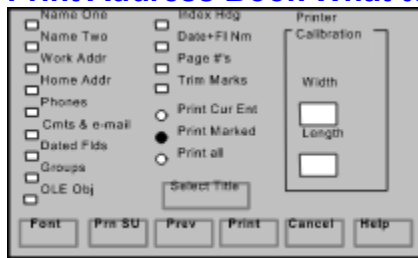 Print Address Book What t
Name One
Name Two
Work Addr
Home Addr
Phones
Cmts & e-mail
Dated Flds
Groups
OLE Obj
Index Hdg
Date+Fl Nm
Page #'s
Trim Marks
Print Cur Ent
Print Marked
Print all
Select Title
Printer
Calibration
Width
Length
Font
Prn SU
Prev
Print
Cancel
Help